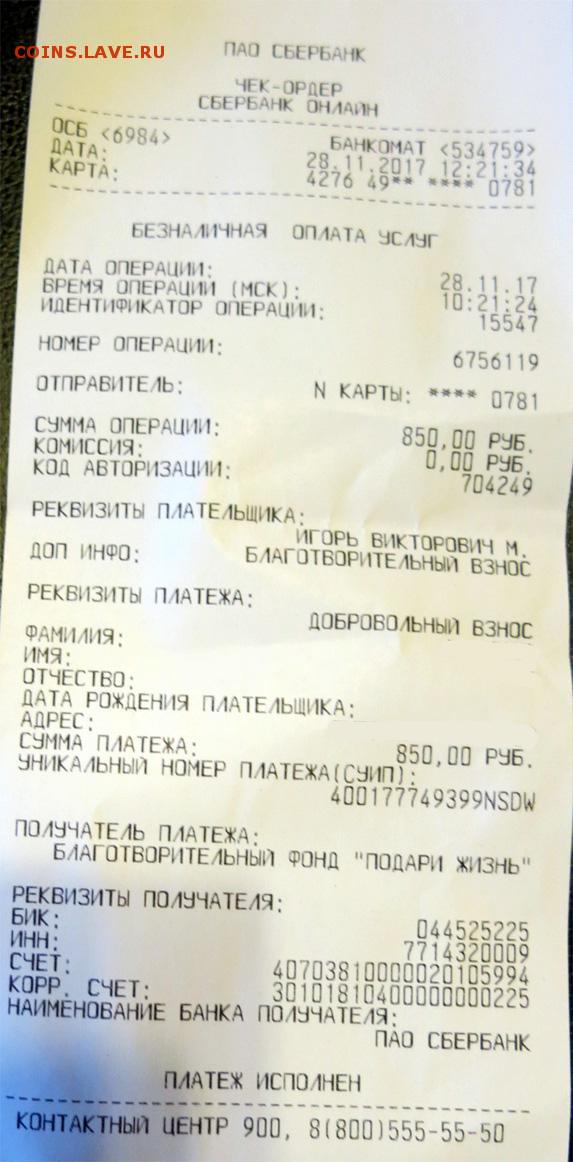 COINS.LAVE.RU
ПАО СБЕРБАНК
ЧЕК-ОРДЕР
СБЕРБАНК ОНЛАЙН
ОСБ <6984> БАНКОМАТ <534759>
ДАТА: 28.11.2017 12:21:34
КАРТА: 4276 49** **** 0781
БЕЗНАЛИЧНАЯ ОПЛАТА УСЛУГ
ДАТА ОПЕРАЦИИ: 28.11.17
ВРЕМЯ ОПЕРАЦИИ (МСК): 10:21:24
ИДЕНТИФИКАТОР ОПЕРАЦИИ: 15547
НОМЕР ОПЕРАЦИИ: 6756119
ОТПРАВИТЕЛЬ: N КАРТЫ: **** 0781
СУММА ОПЕРАЦИИ: 850,00 РУБ.
КОМИССИЯ: 0,00 РУБ.
КОД АВТОРИЗАЦИИ: 704249
РЕКВИЗИТЫ ПЛАТЕЛЬЩИКА:
ИГОРЬ ВИКТОРОВИЧ М.
ДОП ИНФО: БЛАГОТВОРИТЕЛЬНЫЙ ВЗНОС
РЕКВИЗИТЫ ПЛАТЕЖА:
ДОБРОВОЛЬНЫЙ ВЗНОС
ФАМИЛИЯ:
ИМЯ:
ОТЧЕСТВО:
ДАТА РОЖДЕНИЯ ПЛАТЕЛЬЩИКА:
АДРЕС:
СУММА ПЛАТЕЖА: 850,00 РУБ.
УНИКАЛЬНЫЙ НОМЕР ПЛАТЕЖА(СУИП):
400177749399NSDW
ПОЛУЧАТЕЛЬ ПЛАТЕЖА:
БЛАГОТВОРИТЕЛЬНЫЙ ФОНД "ПОДАРИ ЖИЗНЬ"
РЕКВИЗИТЫ ПОЛУЧАТЕЛЯ:
БИК: 044525225
ИНН: 7714320009
СЧЕТ: 40703810000020105994
КОРР. СЧЕТ: 30101810400000000225
НАИМЕНОВАНИЕ БАНКА ПОЛУЧАТЕЛЯ:
ПАО СБЕРБАНК
ПЛАТЕЖ ИСПОЛНЕН
КОНТАКТНЫЙ ЦЕНТР 900, 8(800)555-55-50